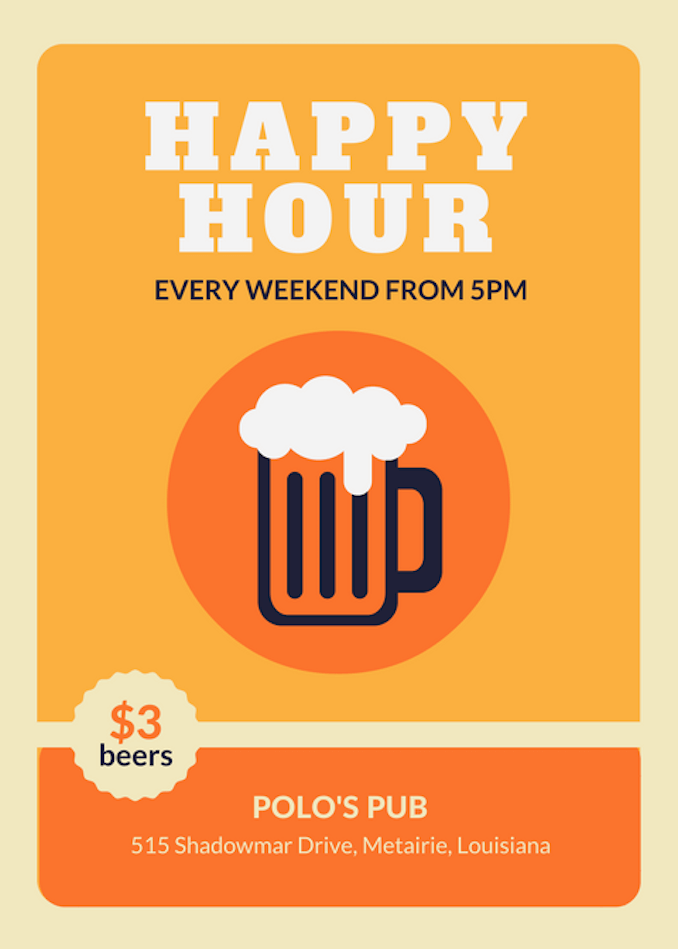 HAPPY
HOUR
EVERY WEEKEND FROM 5PM
$3
beers
POLO'S PUB
515 Shadowmar Drive, Metairie, Louisiana